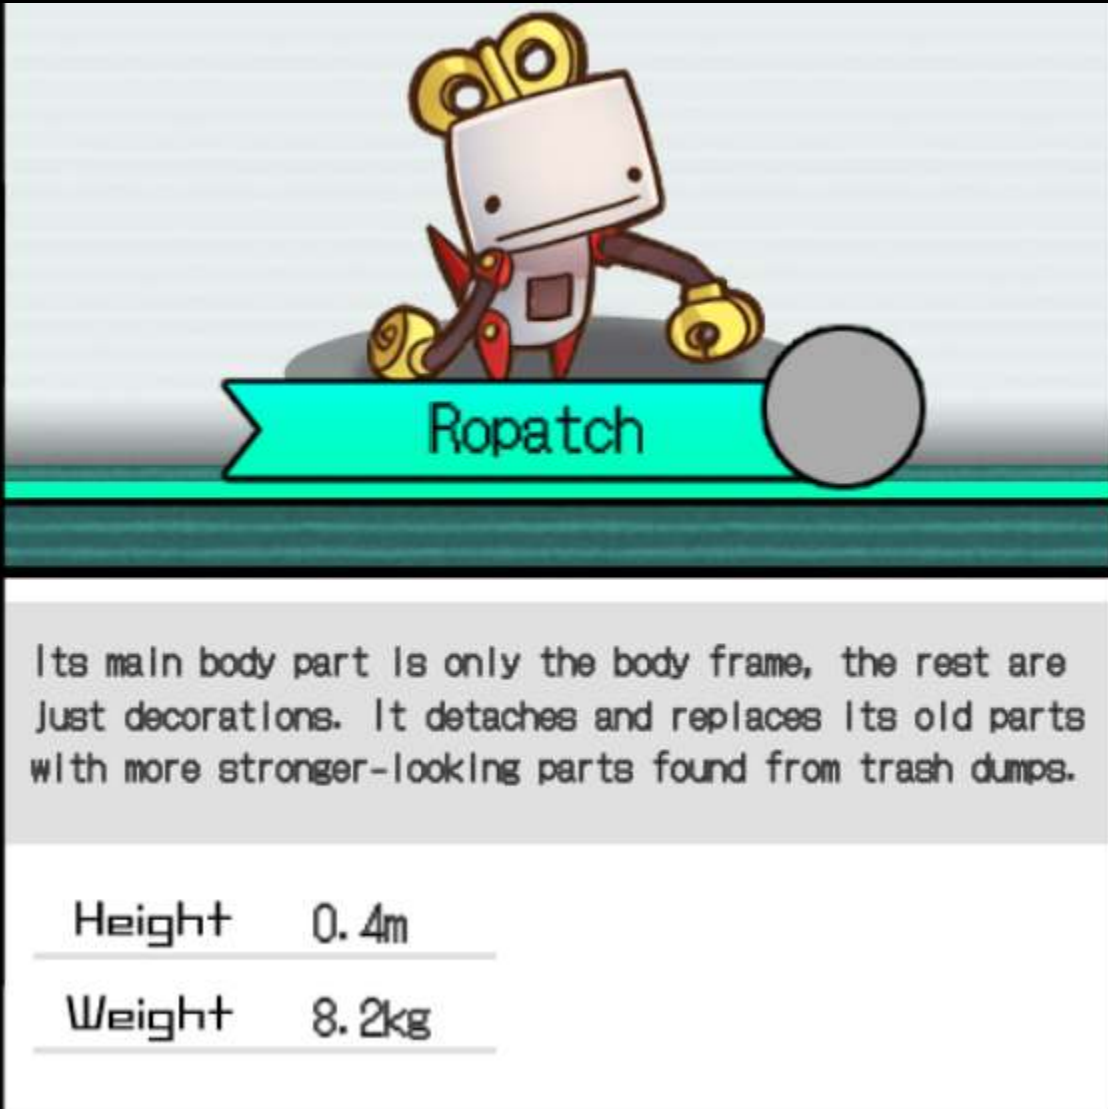 Ropatch
Its main body part is only the body frame, the rest are
just decorations. It detaches and replaces its old parts
with more stronger-looking parts found from trash dumps.
Height 0.4m
Weight 8.2kg